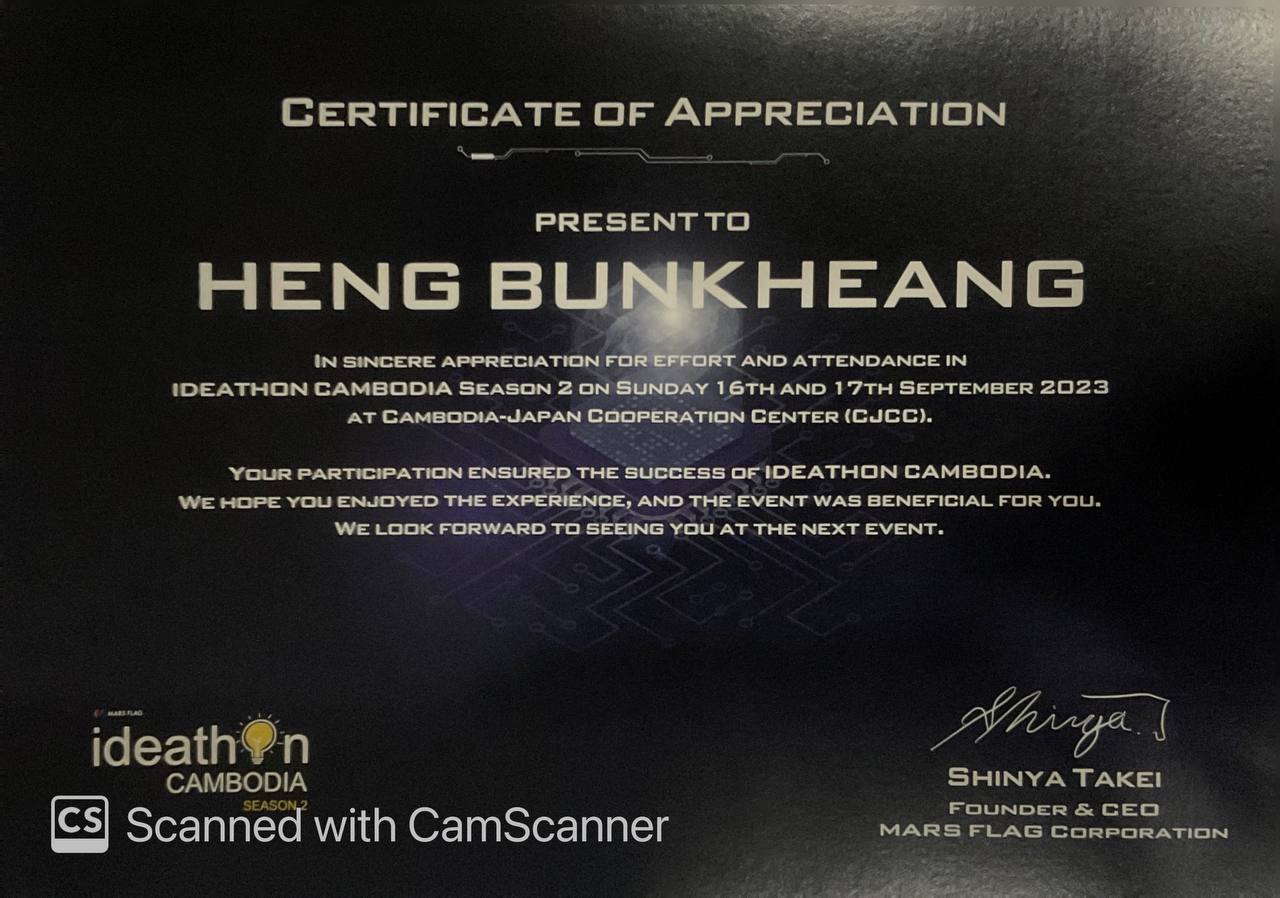 CERTIFICATE OF APPRECIATION
PRESENT TO
HENG BUNKHEANG
IN SINCERE APPRECIATION FOR EFFORT AND ATTENDANCE IN
IDEATHON CAMBODIA SEASON 2 ON SUNDAY 16TH AND 17TH SEPTEMBER 2023
AT CAMBODIA-JAPAN COOPERATION CENTER (CJCC).
YOUR PARTICIPATION ENSURED THE SUCCESS OF IDEATHON CAMBODIA.
WE HOPE YOU ENJOYED THE EXPERIENCE, AND THE EVENT WAS BENEFICIAL FOR YOU.
WE LOOK FORWARD TO SEEING YOU AT THE NEXT EVENT.
MARS FLAG
ideathon
CAMBODIA
SEASON 2
Shinya T
SHINYA TAKEI
FOUNDER & CEO
MARS FLAG CORPORATION
CS Scanned with CamScanner